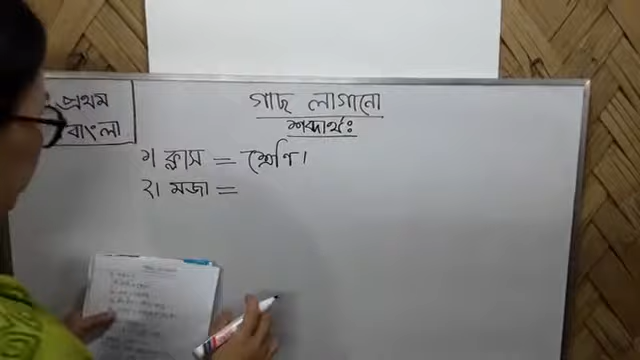 প্রথম
বাংলা
গাছ লাগানো
শব্দার্থঃ
১। ক্লাস = শ্রেণি।
২। মজা =